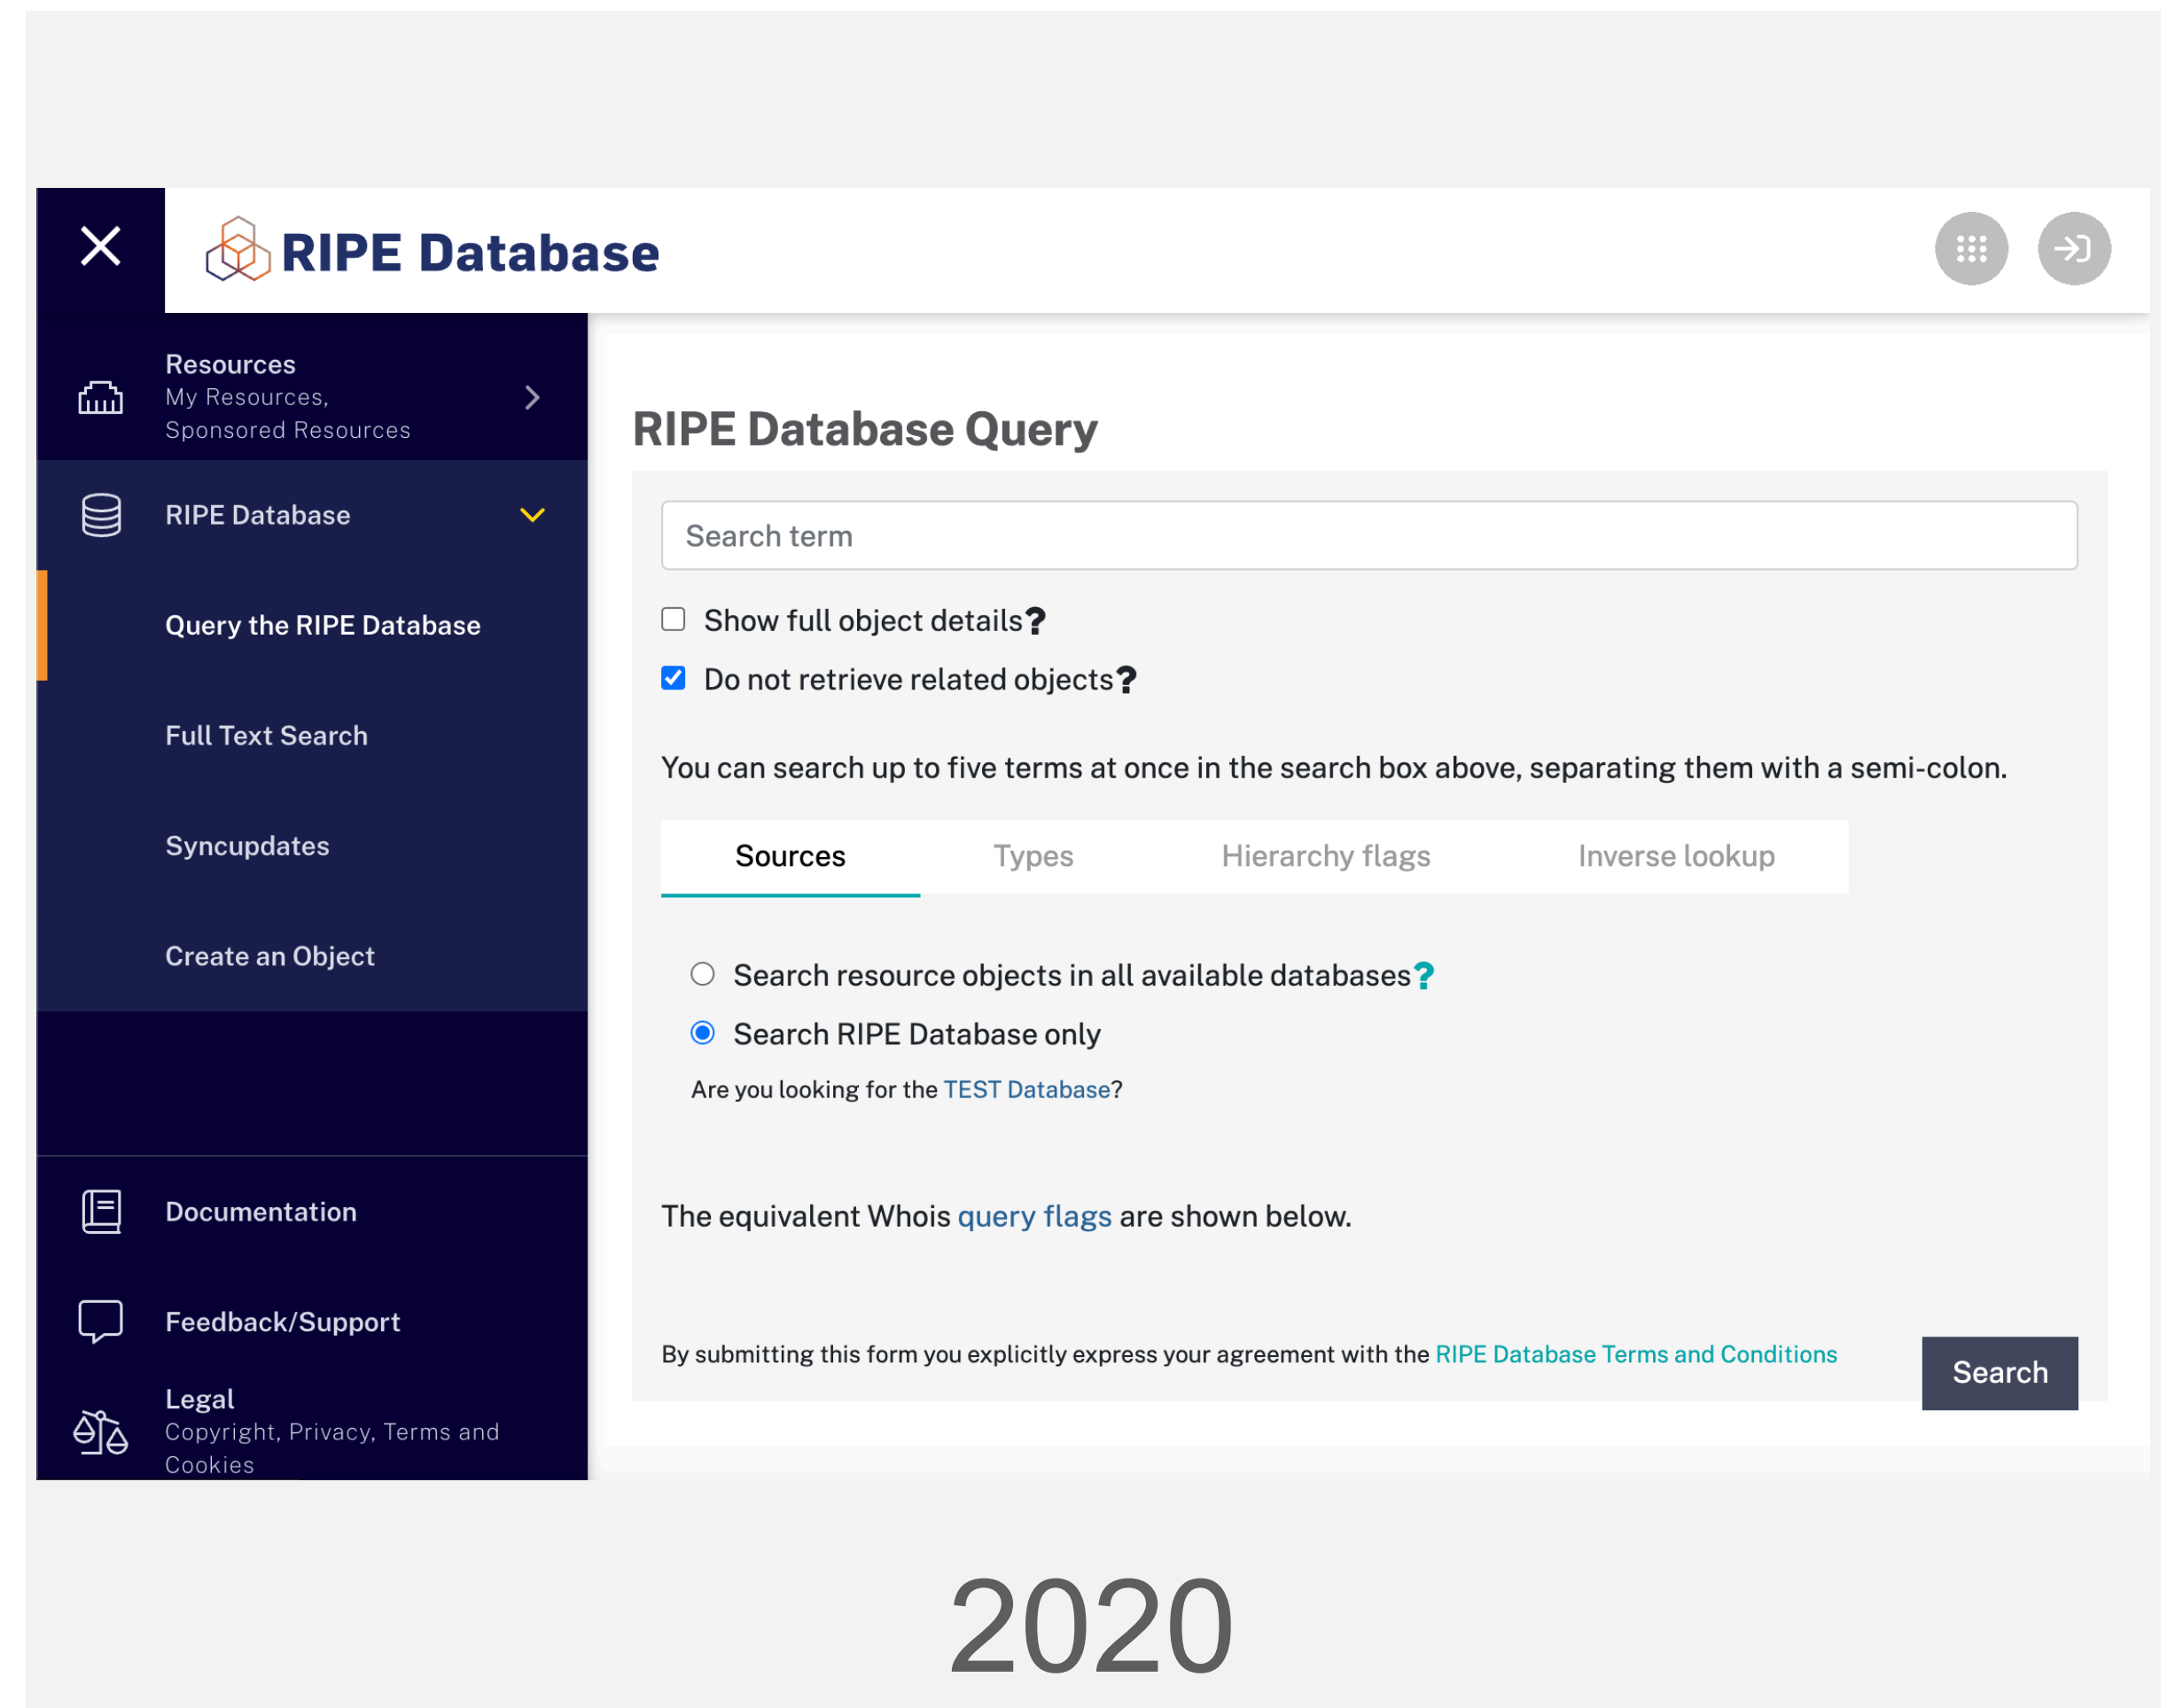 RIPE Database
Resources
My Resources,
Sponsored Resources
RIPE Database
Query the RIPE Database
Full Text Search
Syncupdates
Create an Object
Documentation
Feedback/Support
Legal
Copyright, Privacy, Terms and
Cookies
RIPE Database Query
Search term
Show full object details?
Do not retrieve related objects?
You can search up to five terms at once in the search box above, separating them with a semi-colon.
Sources Types Hierarchy flags Inverse lookup
Search resource objects in all available databases?
Search RIPE Database only
Are you looking for the TEST Database?
The equivalent Whois query flags are shown below.
By submitting this form you explicitly express your agreement with the RIPE Database Terms and Conditions
Search
2020